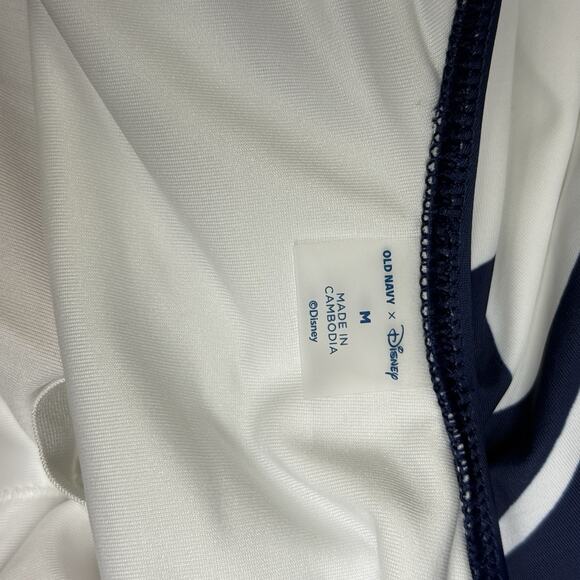 OLD NAVY x Disney
M
MADE IN
CAMBODIA
©Disney